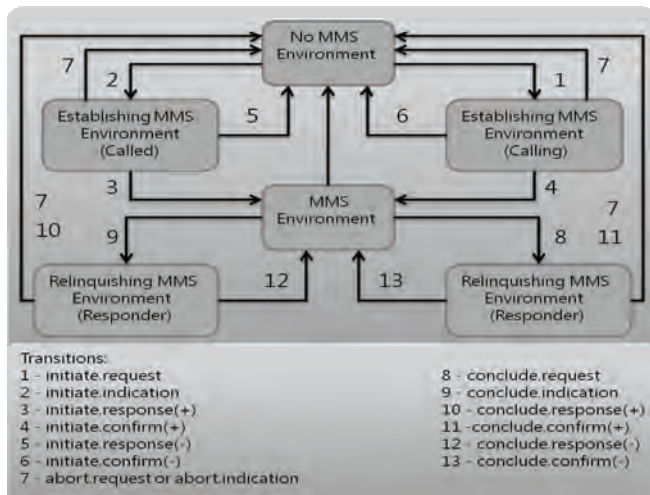 No MMS
Environment
7
2
1
7
Establishing MMS
Environment
(Called)
5
6
Establishing MMS
Environment
(Calling)
3
4
MMS
Environment
7
10
9
8
7
11
Relinquishing MMS
Environment
(Responder)
12
13
Relinquishing MMS
Environment
(Responder)
Transitions:
1 - initiate.request
2 - initiate.indication
3 - initiate.response(+)
4 - initiate.confirm(+)
5 - initiate.response(-)
6 - initiate.confirm(-)
7 - abort.request or abort.indication
8 - conclude.request
9 - conclude.indication
10 - conclude.response(+)
11 -conclude.confirm(+)
12 - conclude.response(-)
13 - conclude.confirm(-)